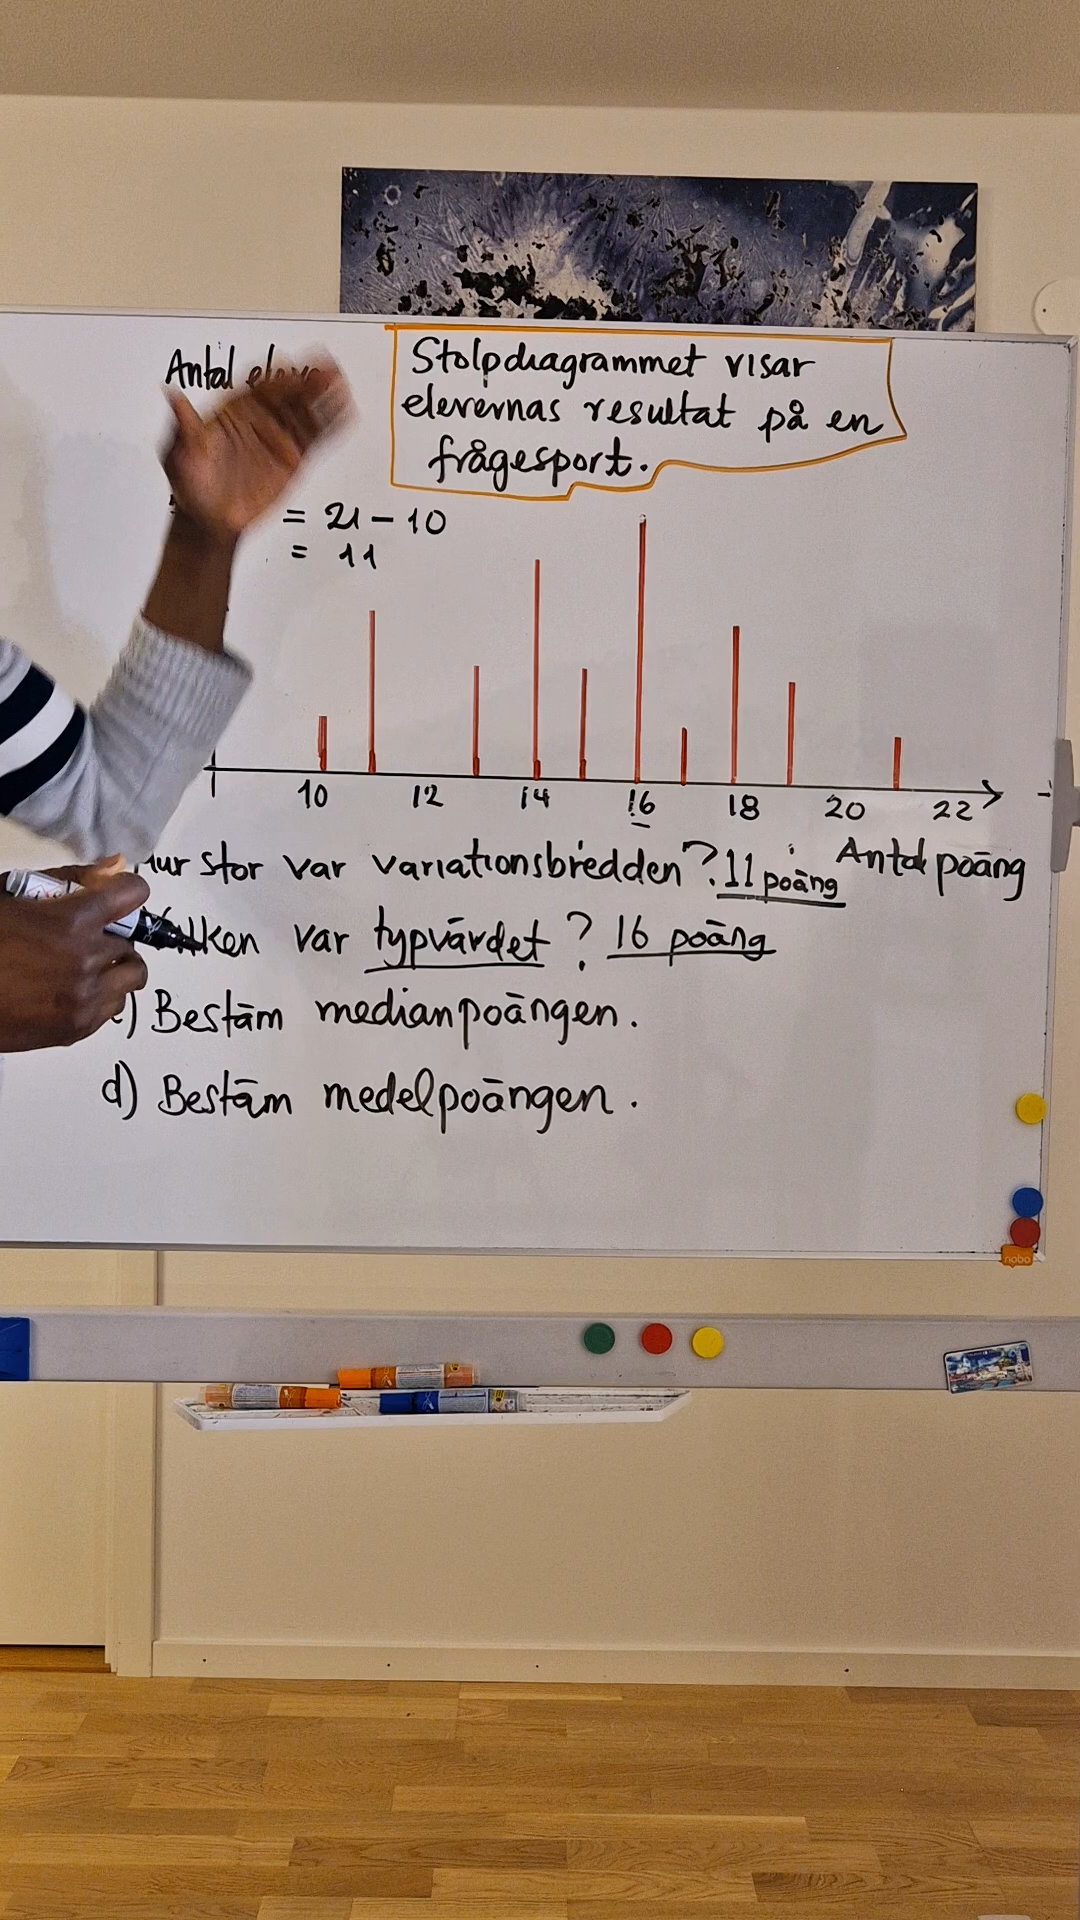 Antal
Stolpdiagrammet visar
elevernas resultat på en
frågesport.
= 21 - 10
= 11
10 12 14 16 18 20 22
Hur stor var variationsbredden? 11 poäng
Antal poäng
Vilken var typvärdet? 16 poäng
c) Bestäm medianpoängen.
d) Bestäm medelpoängen.
nobo